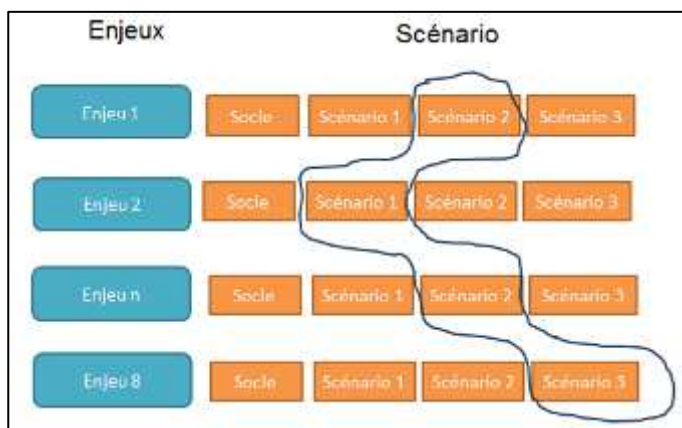 Enjeux Scénario
Enjeu 1 Socle Scénario 1 Scénario 2 Scénario 3
Enjeu 2 Socle Scénario 1 Scénario 2 Scénario 3
Enjeu n Socle Scénario 1 Scénario 2 Scénario 3
Enjeu 8 Socle Scénario 1 Scénario 2 Scénario 3